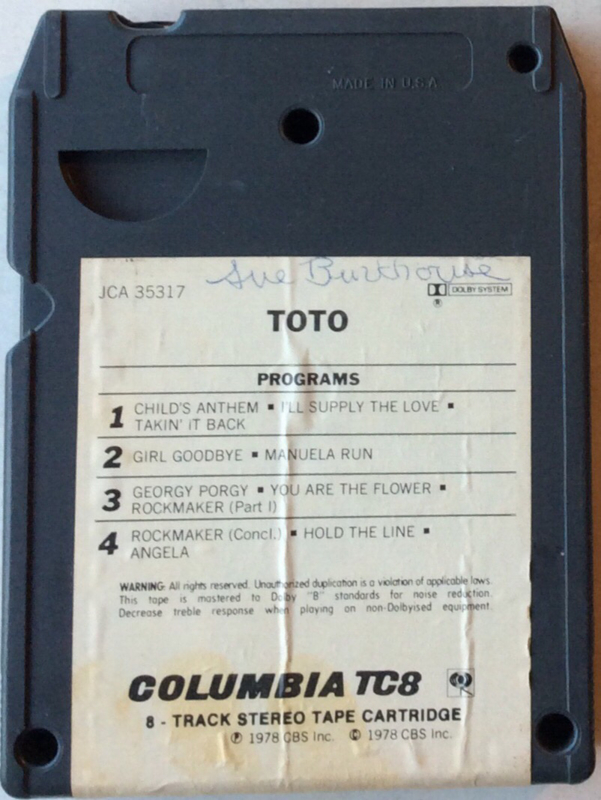 MADE IN U.S.A
Sue Burkhouse
JCA 35317
DOLBY SYSTEM
®
TOTO
PROGRAMS
1 CHILD'S ANTHEM ▪ I'LL SUPPLY THE LOVE ▪
TAKIN' IT BACK
2 GIRL GOODBYE ▪ MANUELA RUN
3 GEORGY PORGY ▪ YOU ARE THE FLOWER ▪
ROCKMAKER (Part I)
4 ROCKMAKER (Concl.) ▪ HOLD THE LINE ▪
ANGELA
WARNING: All rights reserved. Unauthorized duplication is a violation of applicable laws.
This tape is mastered to Dolby "B" standards for noise reduction.
Decrease treble response when playing on non-Dolbyised equipment.
COLUMBIA TC8
8 - TRACK STEREO TAPE CARTRIDGE
℗ 1978 CBS Inc. © 1978 CBS Inc.